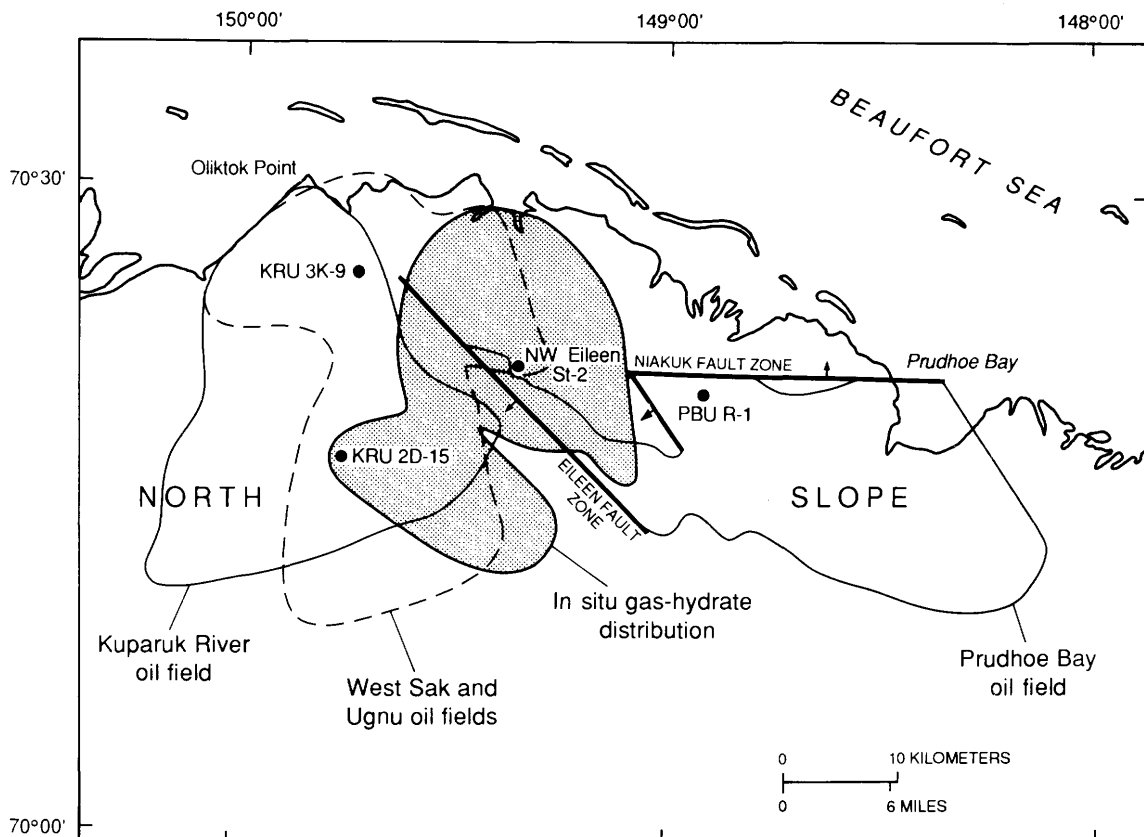 150°00'
149°00'
148°00'
BEAUFORT SEA
70°30'
Oliktok Point
KRU 3K-9
NW Eileen
St-2
NIAKUK FAULT ZONE
Prudhoe Bay
PBU R-1
KRU 2D-15
EILEEN FAULT
ZONE
NORTH
SLOPE
In situ gas-hydrate
distribution
Kuparuk River
oil field
West Sak and
Ugnu oil fields
Prudhoe Bay
oil field
0 10 KILOMETERS
0 6 MILES
70°00'